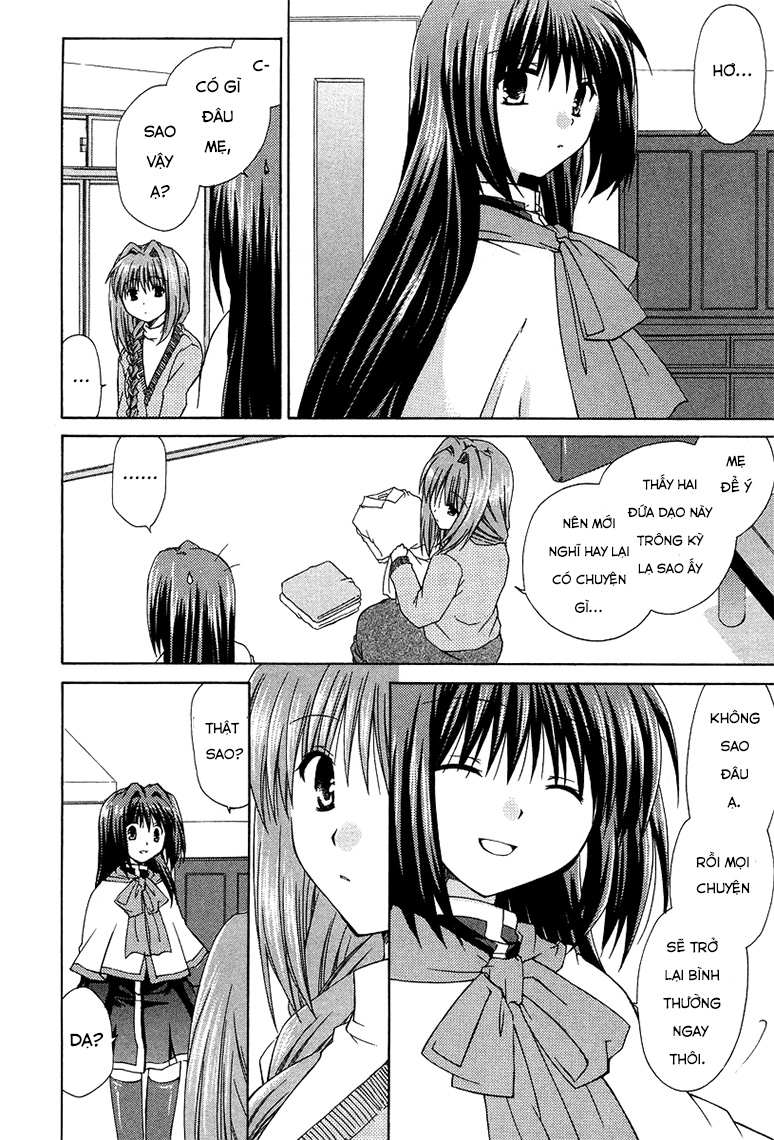 HƠ...
C-
CÓ GÌ
ĐÂU
MẸ,
SAO
VẬY
Ạ?
...
MẸ
ĐỂ Ý
THẤY HAI
ĐỨA DẠO NÀY
TRÔNG KỲ
LẠ SAO ẤY
NÊN MỚI
NGHĨ HAY LẠI
CÓ CHUYỆN
GÌ...
......
KHÔNG
SAO
ĐÂU
Ạ.
RỒI MỌI
CHUYỆN
SẼ TRỞ
LẠI BÌNH
THƯỜNG
NGAY
THÔI.
THẬT
SAO?
DẠ?